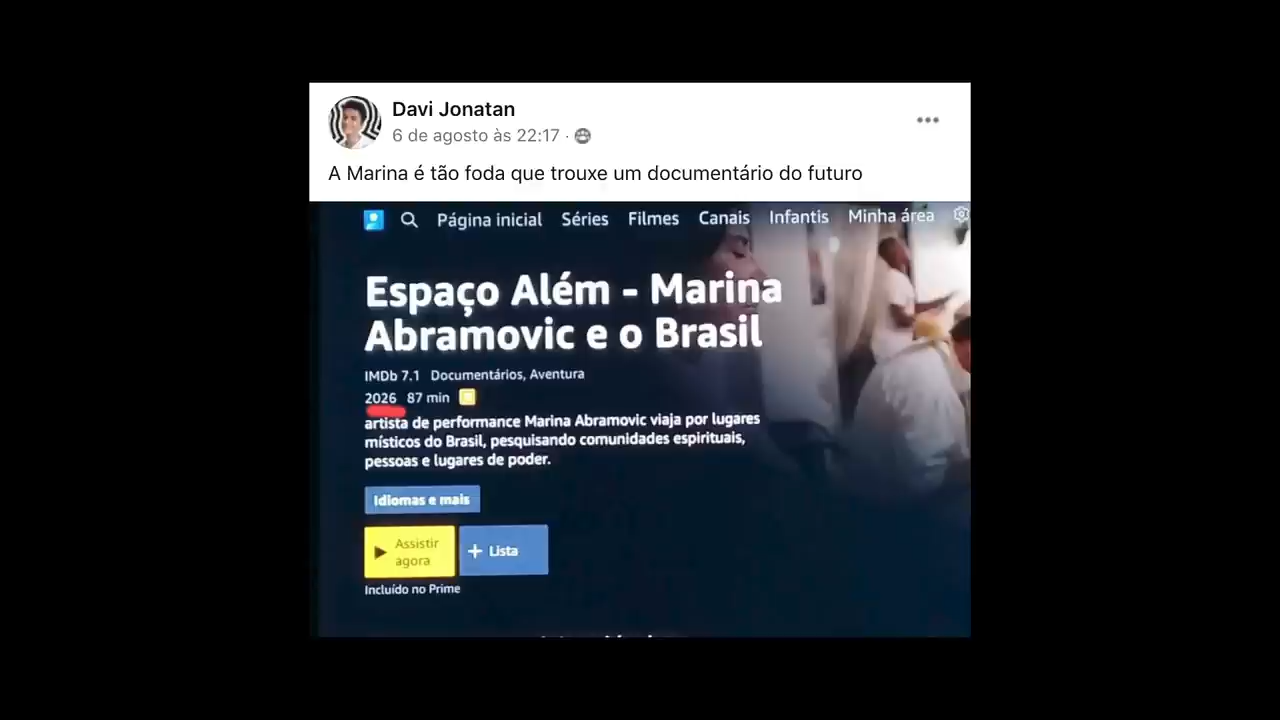 Davi Jonatan
6 de agosto às 22:17 ·
A Marina é tão foda que trouxe um documentário do futuro
Página inicial Séries Filmes Canais Infantis Minha área
Espaço Além - Marina
Abramovic e o Brasil
IMDb 7.1 Documentários, Aventura
2026 87 min
artista de performance Marina Abramovic viaja por lugares
místicos do Brasil, pesquisando comunidades espirituais,
pessoas e lugares de poder.
Idiomas e mais
Assistir
agora
+ Lista
Incluído no Prime